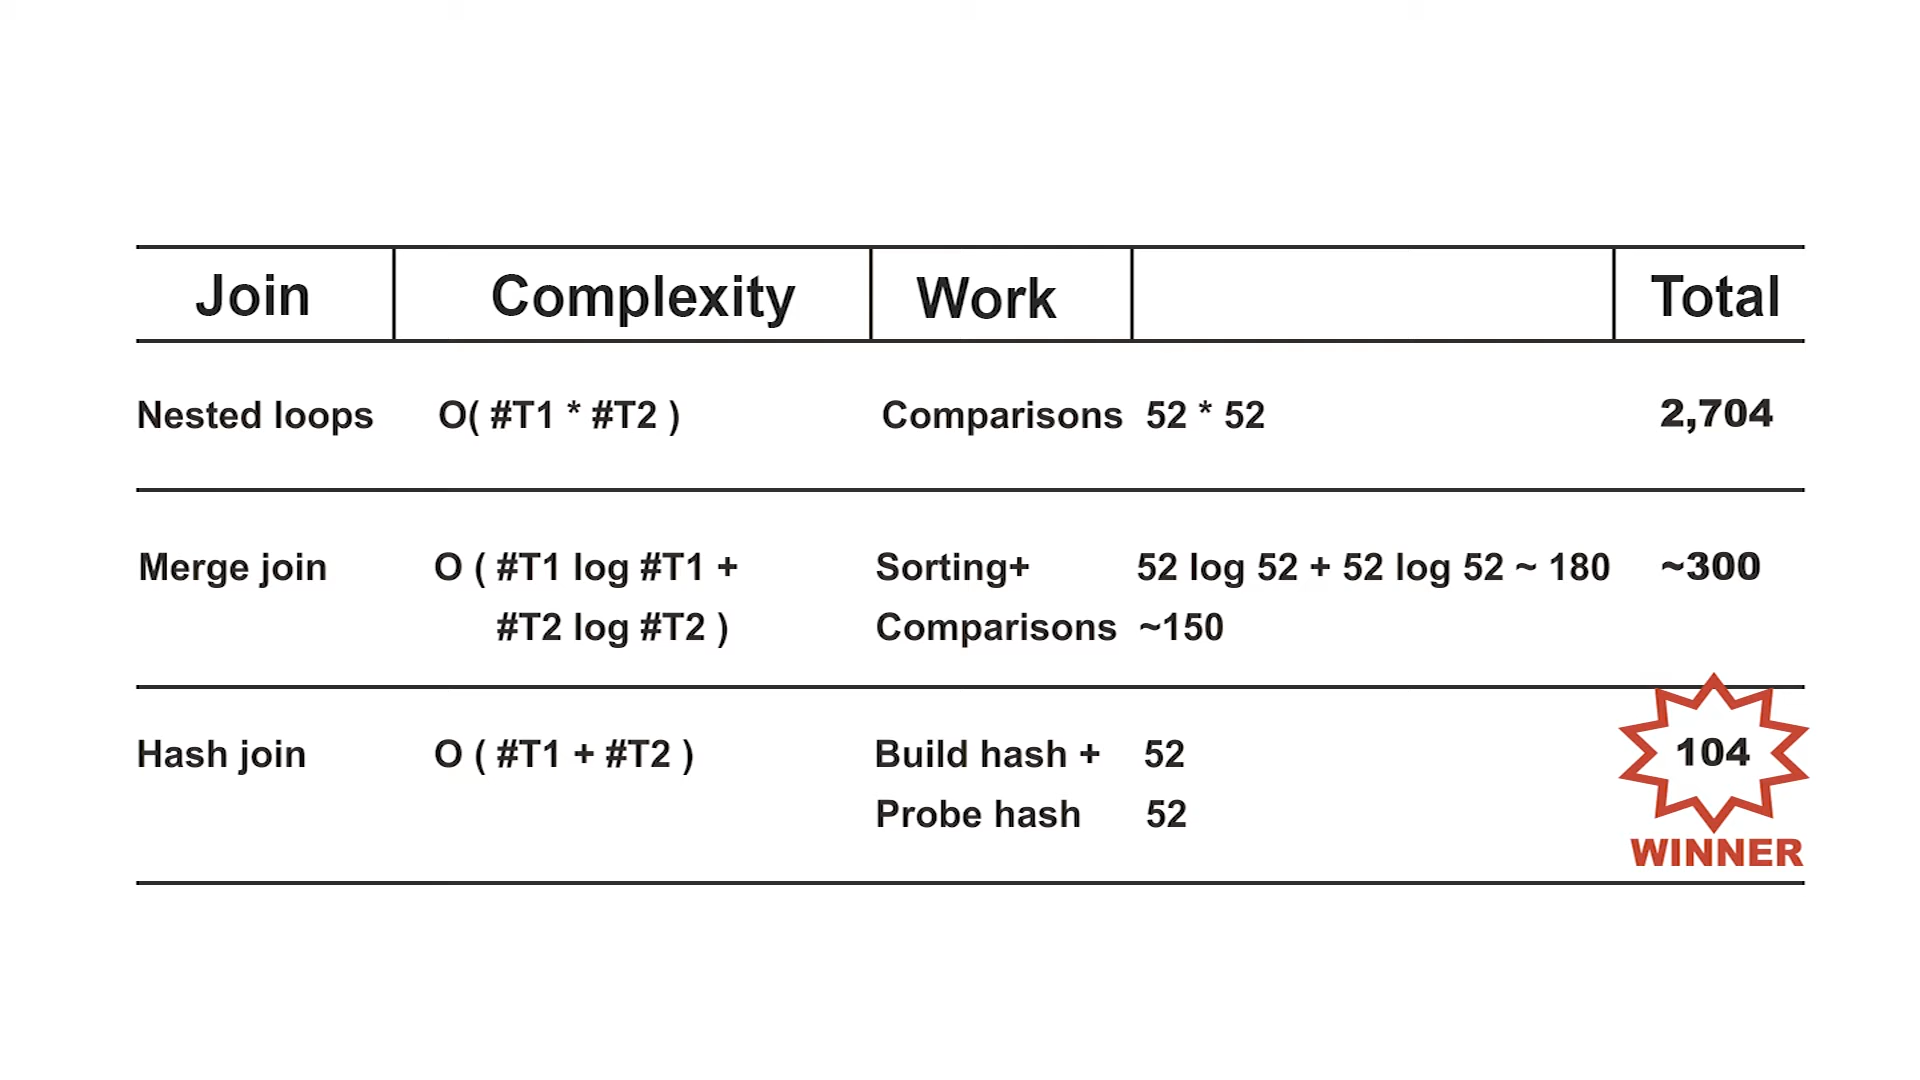 Join Complexity Work Total
Nested loops O( #T1 * #T2 ) Comparisons 52 * 52 2,704
Merge join O ( #T1 log #T1 + Sorting+ 52 log 52 + 52 log 52 ~ 180 ~300
#T2 log #T2 ) Comparisons ~150
Hash join O ( #T1 + #T2 ) Build hash + 52 104
Probe hash 52
WINNER